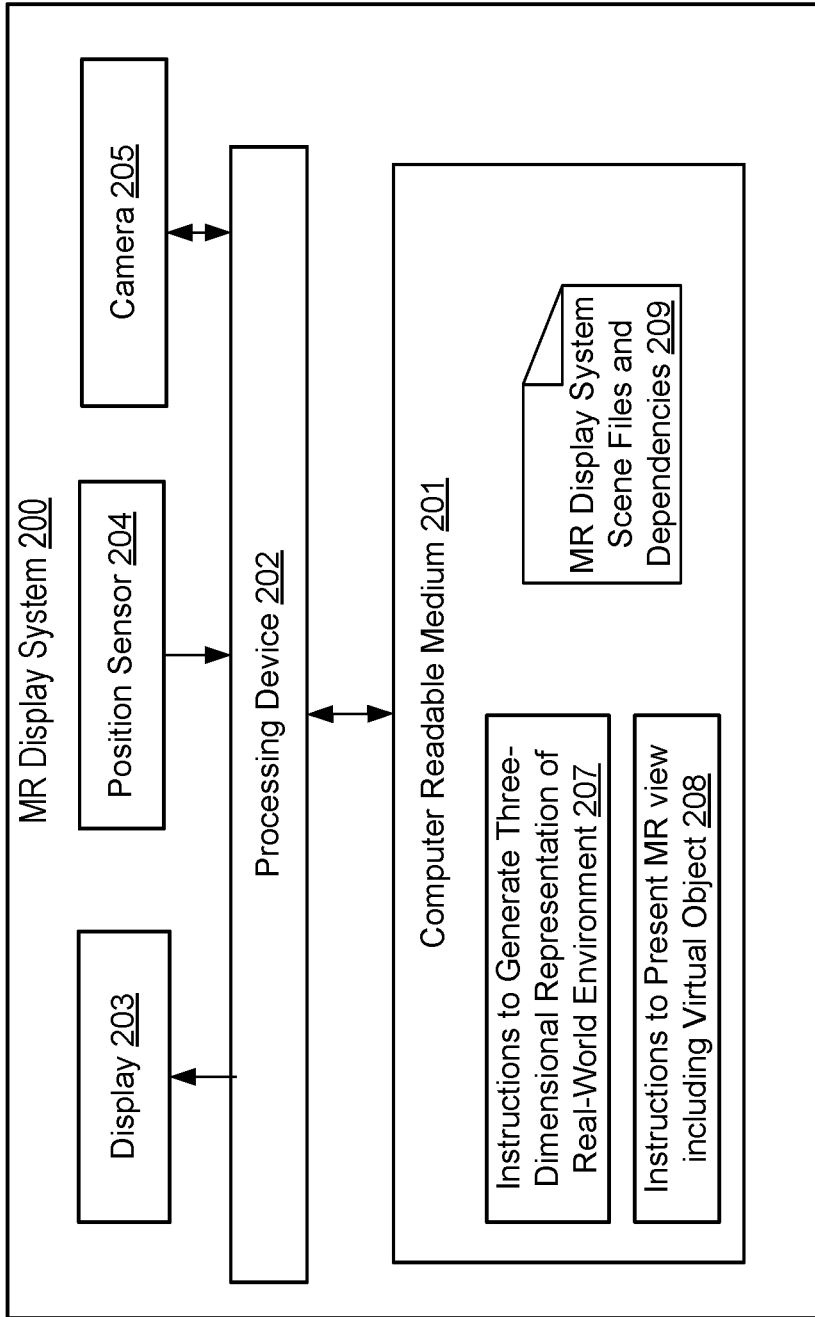 MR Display System 200
Display 203
Position Sensor 204
Camera 205
Processing Device 202
Computer Readable Medium 201
Instructions to Generate Three-
Dimensional Representation of
Real-World Environment 207
Instructions to Present MR view
including Virtual Object 208
MR Display System
Scene Files and
Dependencies 209